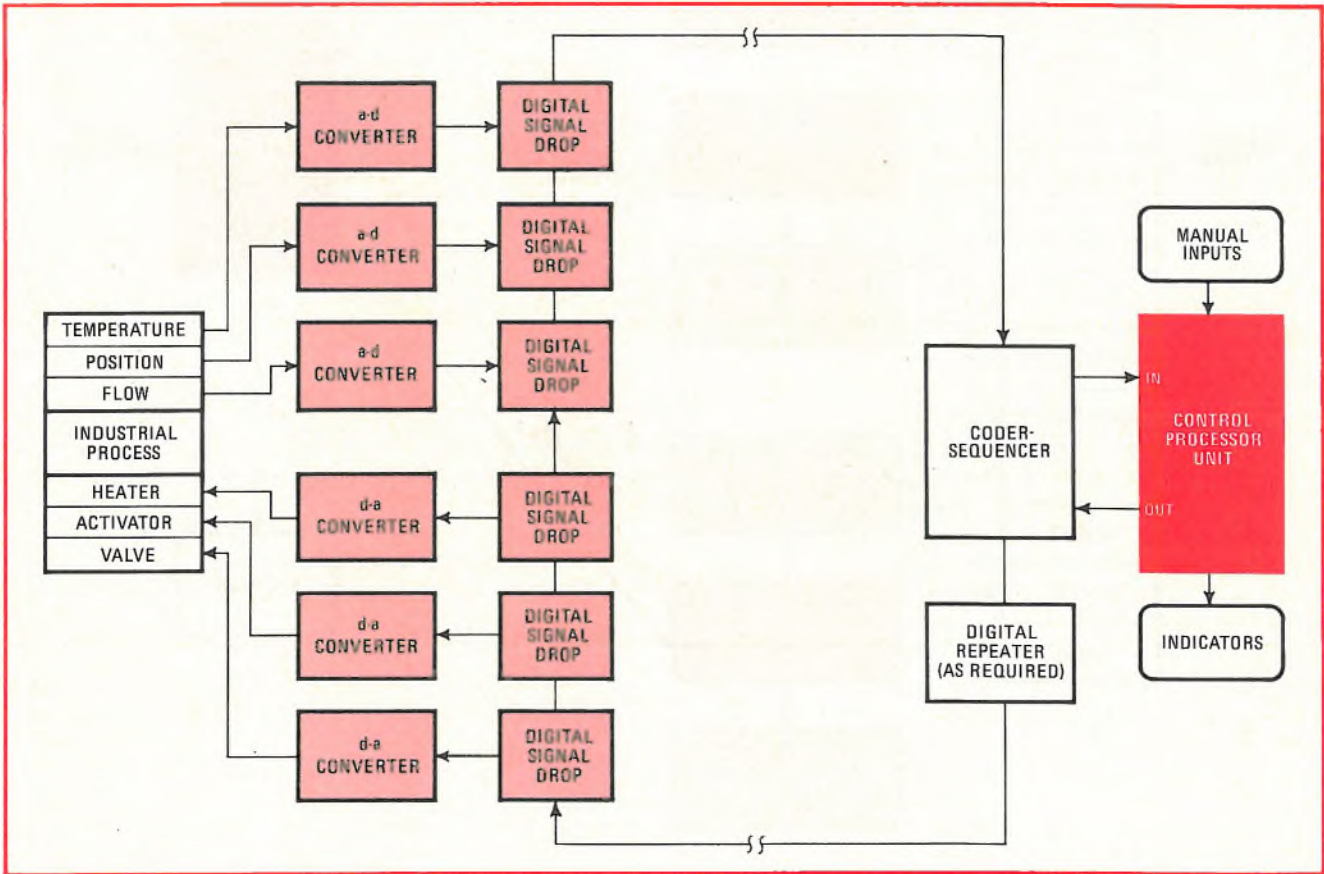 a-d
CONVERTER
DIGITAL
SIGNAL
DROP
a-d
CONVERTER
DIGITAL
SIGNAL
DROP
MANUAL
INPUTS
TEMPERATURE
POSITION
FLOW
INDUSTRIAL
PROCESS
HEATER
ACTIVATOR
VALVE
a-d
CONVERTER
DIGITAL
SIGNAL
DROP
CODER-
SEQUENCER
IN
CONTROL
PROCESSOR
UNIT
OUT
d-a
CONVERTER
DIGITAL
SIGNAL
DROP
d-a
CONVERTER
DIGITAL
SIGNAL
DROP
DIGITAL
REPEATER
(AS REQUIRED)
INDICATORS
d-a
CONVERTER
DIGITAL
SIGNAL
DROP